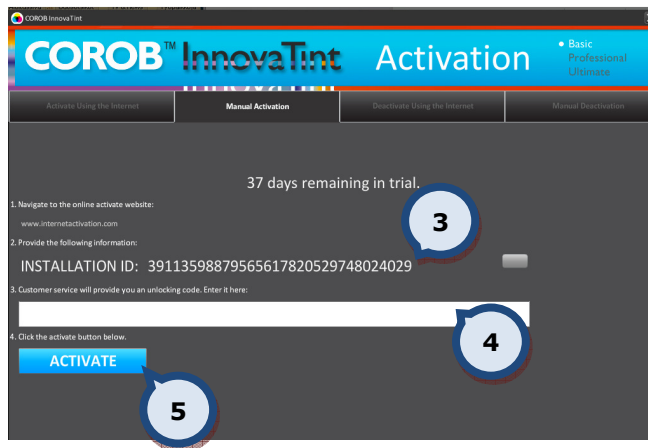 COROB InnovaTint
COROB™ InnovaTint Activation
Basic
Professional
Ultimate
Activate Using the Internet
Manual Activation
Deactivate Using the Internet
Manual Deactivation
37 days remaining in trial.
1. Navigate to the online activate website:
www.internetactivation.com
2. Provide the following information:
INSTALLATION ID: 391135988795656178205297480240​29
3. Customer service will provide you an unlocking code. Enter it here:
4. Click the activate button below.
ACTIVATE
3
4
5